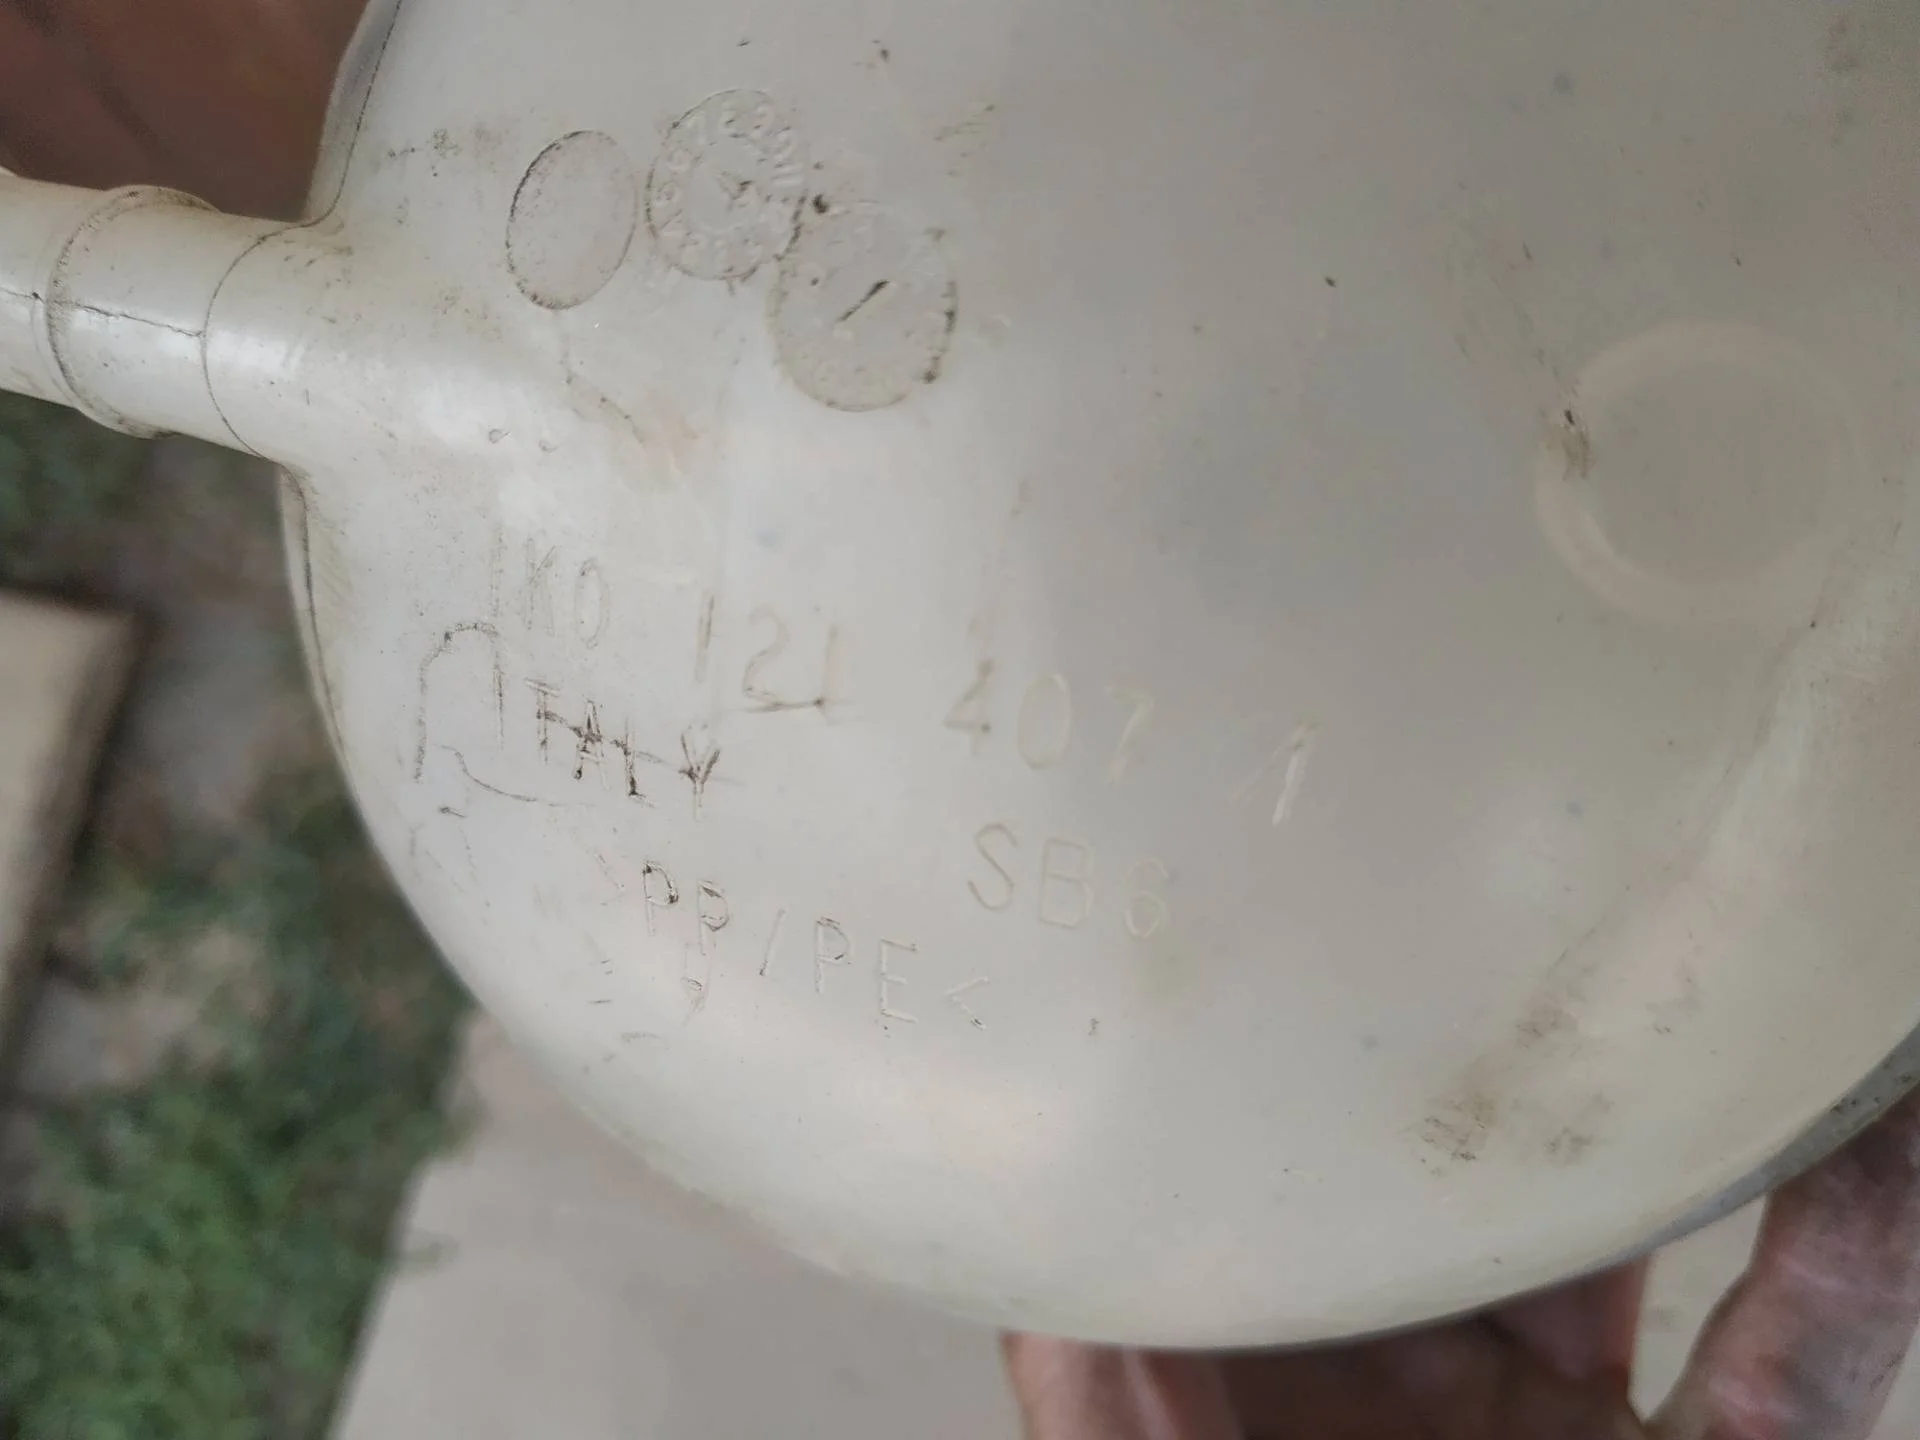 1K0 121 407 A
ITALY
SB6
>PP/PE<